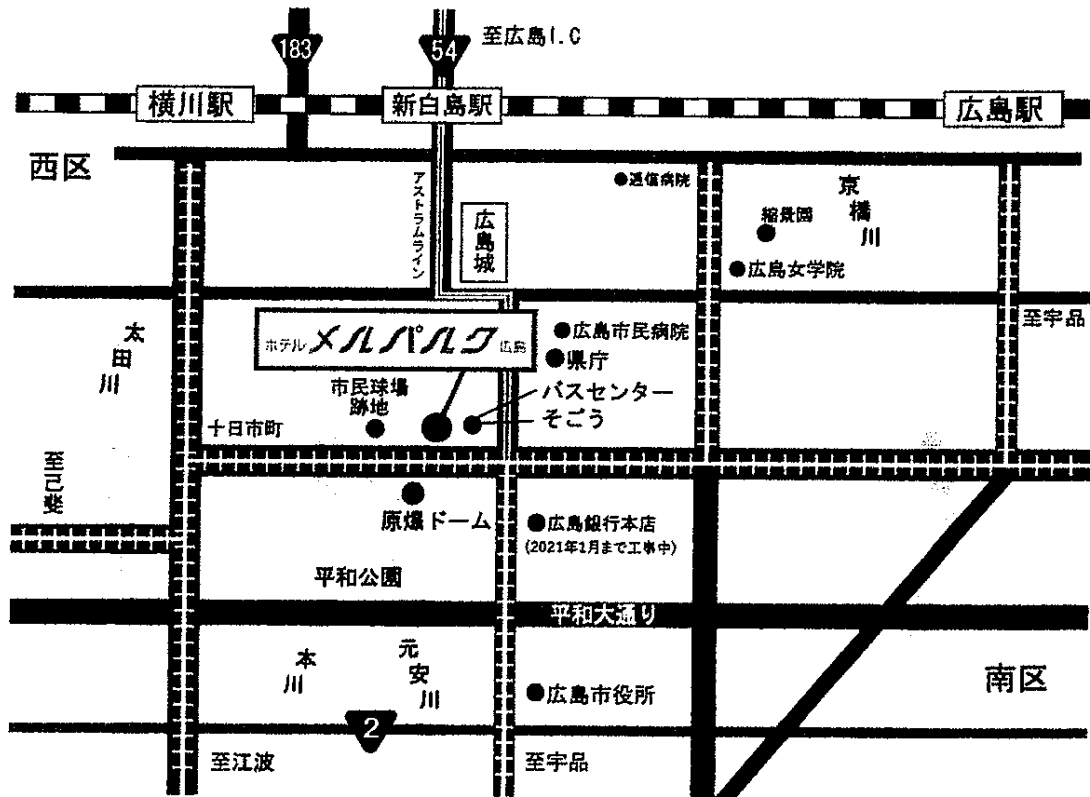 183
54
至広島I.C
横川駅
新白島駅
広島駅
西区
アストラムライン
広島城
●逓信病院
縮景園
京橋川
●広島女学院
太田川
ホテル メルパルク 広島
●広島市民病院
●県庁
至宇品
市民球場
跡地
バスセンター
そごう
十日市町
至己斐
原爆ドーム
●広島銀行本店
(2021年1月まで工事中)
平和公園
平和大通り
本川
元安川
●広島市役所
南区
2
至江波
至宇品